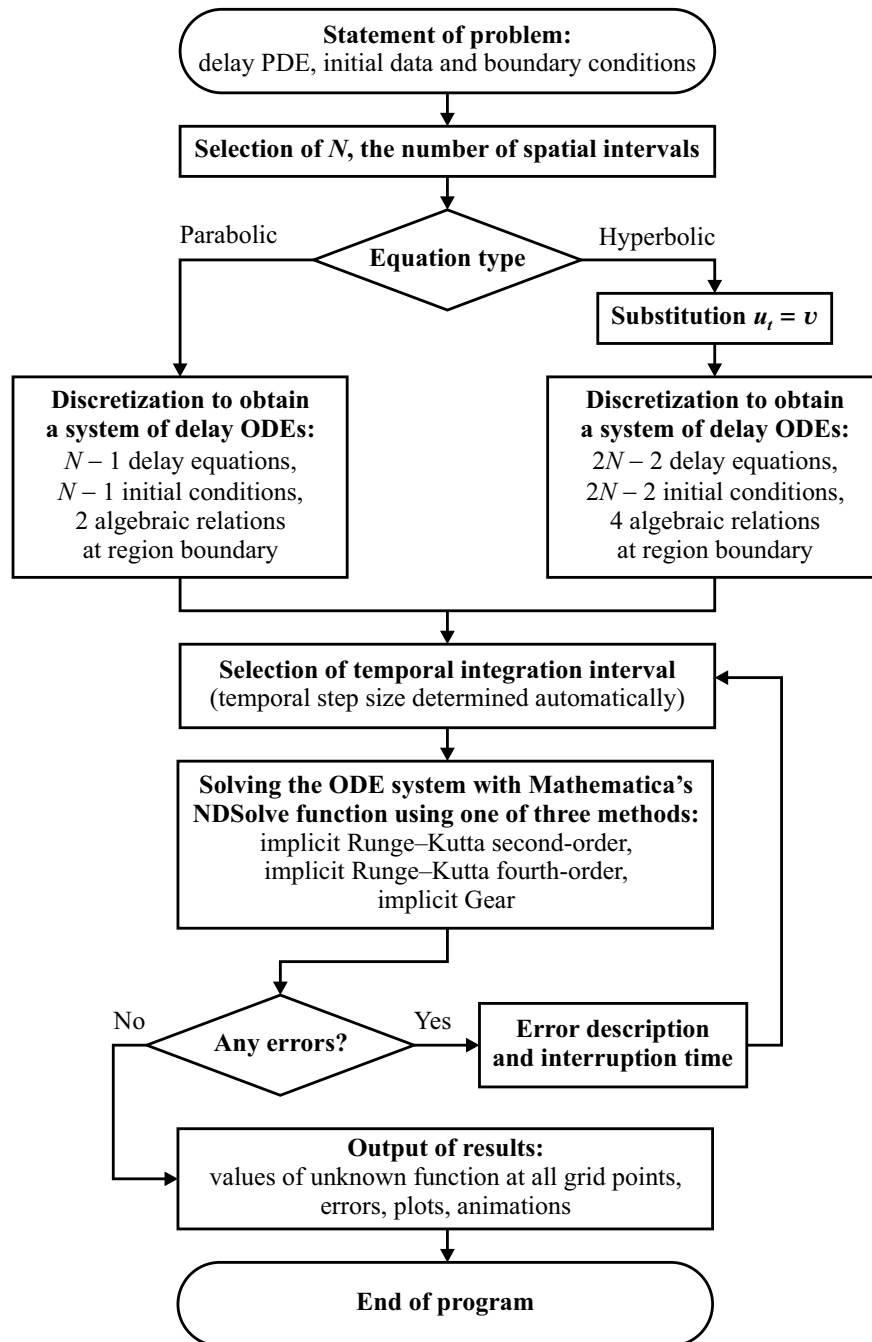 Statement of problem:
delay PDE, initial data and boundary conditions
Selection of N, the number of spatial intervals
Parabolic
Hyperbolic
Equation type
Substitution uₜ = v
Discretization to obtain
a system of delay ODEs:
N – 1 delay equations,
N – 1 initial conditions,
2 algebraic relations
at region boundary
Discretization to obtain
a system of delay ODEs:
2N – 2 delay equations,
2N – 2 initial conditions,
4 algebraic relations
at region boundary
Selection of temporal integration interval
(temporal step size determined automatically)
Solving the ODE system with Mathematica’s
NDSolve function using one of three methods:
implicit Runge–Kutta second-order,
implicit Runge–Kutta fourth-order,
implicit Gear
No
Any errors?
Yes
Error description
and interruption time
Output of results:
values of unknown function at all grid points,
errors, plots, animations
End of program